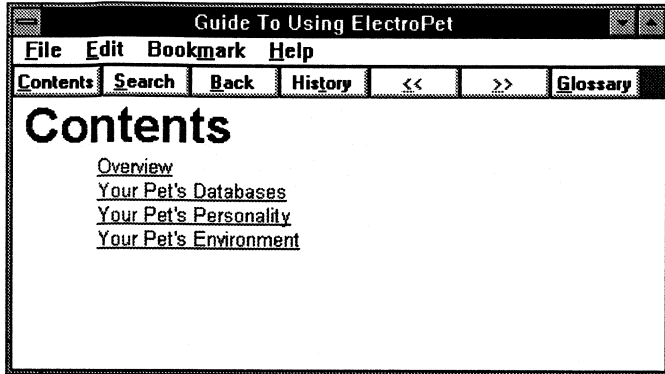 Guide To Using ElectroPet
File Edit Bookmark Help
Contents Search Back History << >> Glossary
Contents
Overview
Your Pet's Databases
Your Pet's Personality
Your Pet's Environment